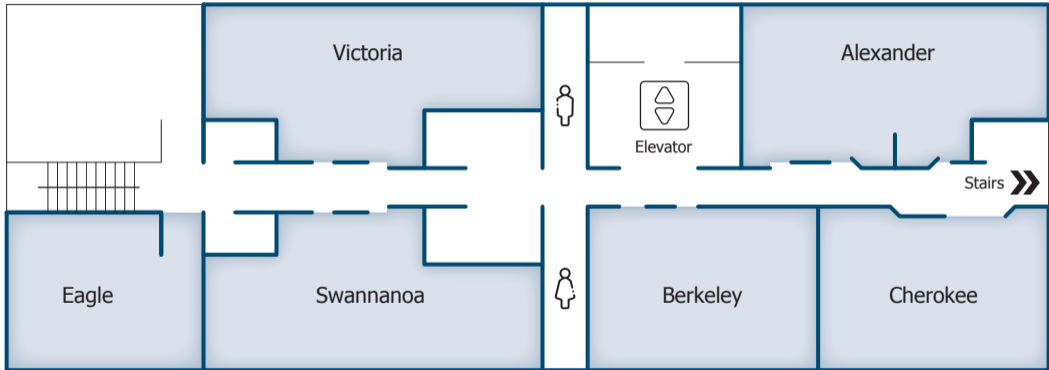 Victoria
Alexander
Elevator
Stairs
Eagle
Swannanoa
Berkeley
Cherokee